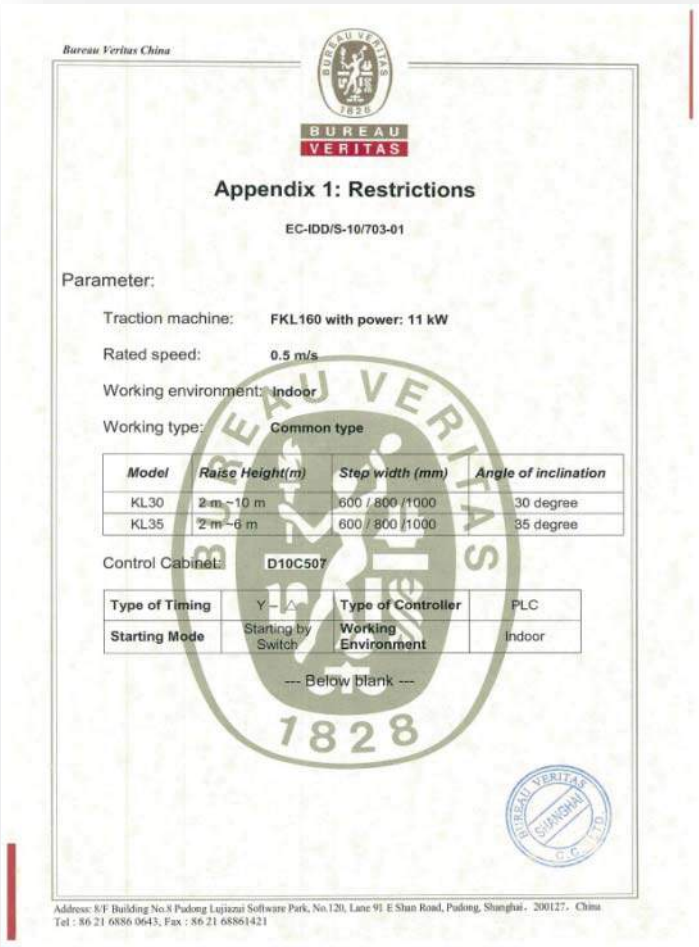 Bureau Veritas China
BUREAU VERITAS
1828
BUREAU
VERITAS
Appendix 1: Restrictions
EC-IDD/S-10/703-01
Parameter:
Traction machine: FKL160 with power: 11 kW
Rated speed: 0.5 m/s
Working environment: Indoor
Working type: Common type
Model Raise Height(m) Step width (mm) Angle of inclination
KL30 2 m ~10 m 600 / 800 /1000 30 degree
KL35 2 m ~6 m 600 / 800 /1000 35 degree
Control Cabinet: D10C507
Type of Timing Y–△ Type of Controller PLC
Starting Mode Starting by Switch Working Environment Indoor
--- Below blank ---
BUREAU VERITAS
1828
BUREAU VERITAS
SHANGHAI
C.C. LTD.
Address: 8/F Building No.8 Pudong Lujiazui Software Park, No.120, Lane 91 E Shan Road, Pudong, Shanghai, 200127, China
Tel : 86 21 6886 0643, Fax : 86 21 68861421